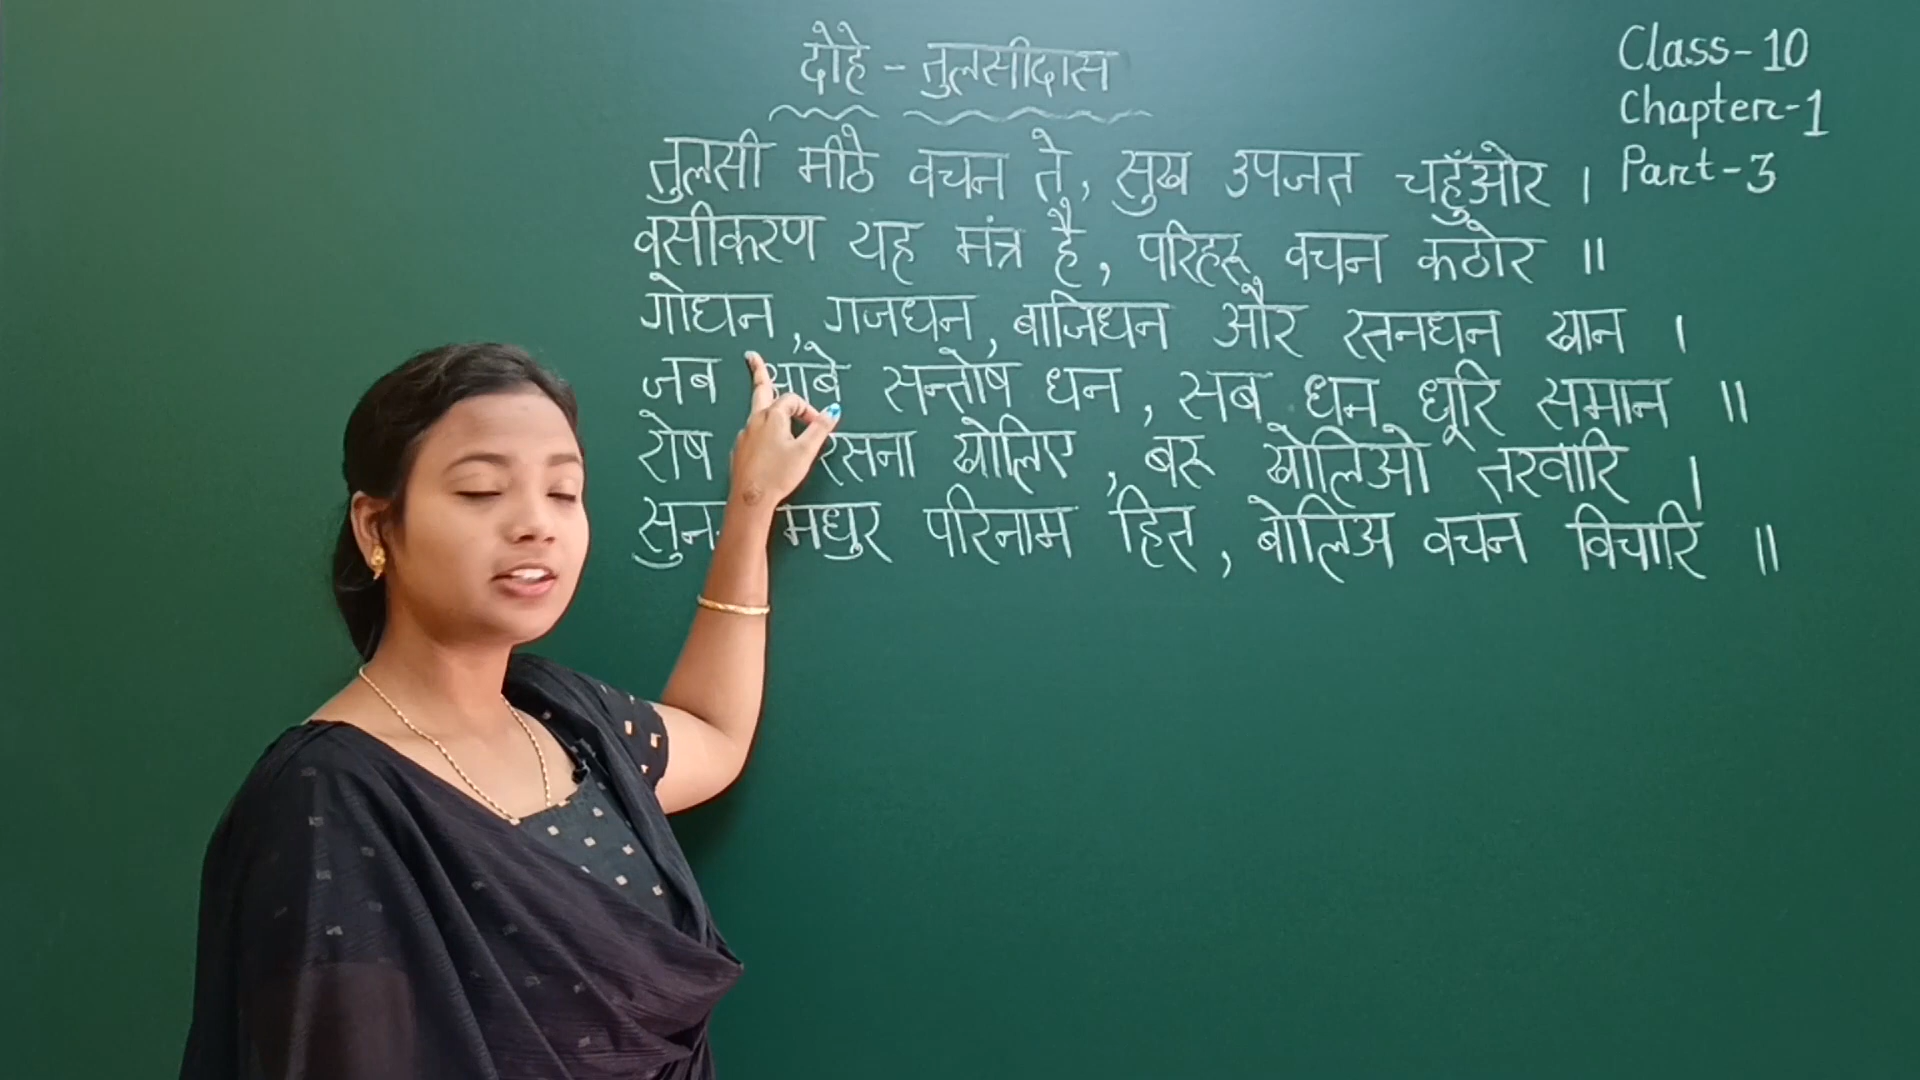 दोहे - तुलसीदास
Class-10
Chapter-1
Part-3
तुलसी मीठे वचन ते, सुख उपजत चहुँओर ।
वसीकरण यह मंत्र है, परिहरू वचन कठोर ॥
गोधन, गजधन, बाजिधन और रतनधन खान ।
जब आबे सन्तोष धन, सब धन धूरि समान ॥
रोष रसना खोलिए, बरू खोलिओ तरवारि ।
मधुर परिनाम हित, बोलिअ वचन विचारि ॥